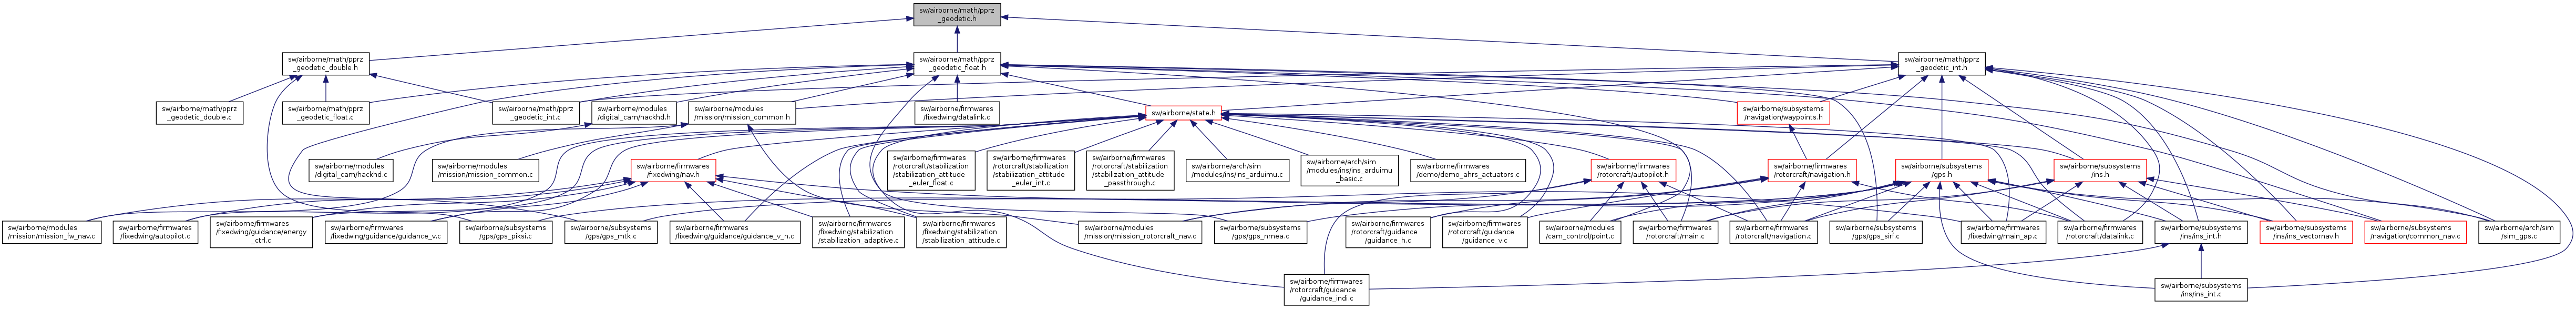 sw/airborne/math/pprz
_geodetic.h
sw/airborne/math/pprz
_geodetic_double.h
sw/airborne/math/pprz
_geodetic_float.h
sw/airborne/math/pprz
_geodetic_int.h
sw/airborne/math/pprz
_geodetic_double.c
sw/airborne/math/pprz
_geodetic_float.c
sw/airborne/math/pprz
_geodetic_int.c
sw/airborne/modules
/digital_cam/hackhd.h
sw/airborne/modules
/mission/mission_common.h
sw/airborne/firmwares
/fixedwing/datalink.c
sw/airborne/state.h
sw/airborne/subsystems
/navigation/waypoints.h
sw/airborne/modules
/digital_cam/hackhd.c
sw/airborne/modules
/mission/mission_common.c
sw/airborne/firmwares
/fixedwing/nav.h
sw/airborne/firmwares
/rotorcraft/stabilization
/stabilization_attitude
_euler_float.c
sw/airborne/firmwares
/rotorcraft/stabilization
/stabilization_attitude
_euler_int.c
sw/airborne/firmwares
/rotorcraft/stabilization
/stabilization_attitude
_passthrough.c
sw/airborne/arch/sim
/modules/ins/ins_arduimu.c
sw/airborne/arch/sim
/modules/ins/ins_arduimu
_basic.c
sw/airborne/firmwares
/demo/demo_ahrs_actuators.c
sw/airborne/firmwares
/rotorcraft/autopilot.h
sw/airborne/firmwares
/rotorcraft/navigation.h
sw/airborne/subsystems
/gps.h
sw/airborne/subsystems
/ins.h
sw/airborne/modules
/mission/mission_fw_nav.c
sw/airborne/firmwares
/fixedwing/autopilot.c
sw/airborne/firmwares
/fixedwing/guidance/energy
_ctrl.c
sw/airborne/firmwares
/fixedwing/guidance/guidance_v.c
sw/airborne/subsystems
/gps/gps_piksi.c
sw/airborne/subsystems
/gps/gps_mtk.c
sw/airborne/firmwares
/fixedwing/guidance/guidance_v_n.c
sw/airborne/firmwares
/fixedwing/stabilization
/stabilization_adaptive.c
sw/airborne/firmwares
/fixedwing/stabilization
/stabilization_attitude.c
sw/airborne/modules
/mission/mission_rotorcraft_nav.c
sw/airborne/subsystems
/gps/gps_nmea.c
sw/airborne/firmwares
/rotorcraft/guidance
/guidance_h.c
sw/airborne/firmwares
/rotorcraft/guidance
/guidance_v.c
sw/airborne/modules
/cam_control/point.c
sw/airborne/firmwares
/rotorcraft/main.c
sw/airborne/firmwares
/rotorcraft/navigation.c
sw/airborne/subsystems
/gps/gps_sirf.c
sw/airborne/firmwares
/fixedwing/main_ap.c
sw/airborne/firmwares
/rotorcraft/datalink.c
sw/airborne/subsystems
/ins/ins_int.h
sw/airborne/subsystems
/ins/ins_vectornav.h
sw/airborne/subsystems
/navigation/common_nav.c
sw/airborne/arch/sim
/sim_gps.c
sw/airborne/firmwares
/rotorcraft/guidance
/guidance_indi.c
sw/airborne/subsystems
/ins/ins_int.c